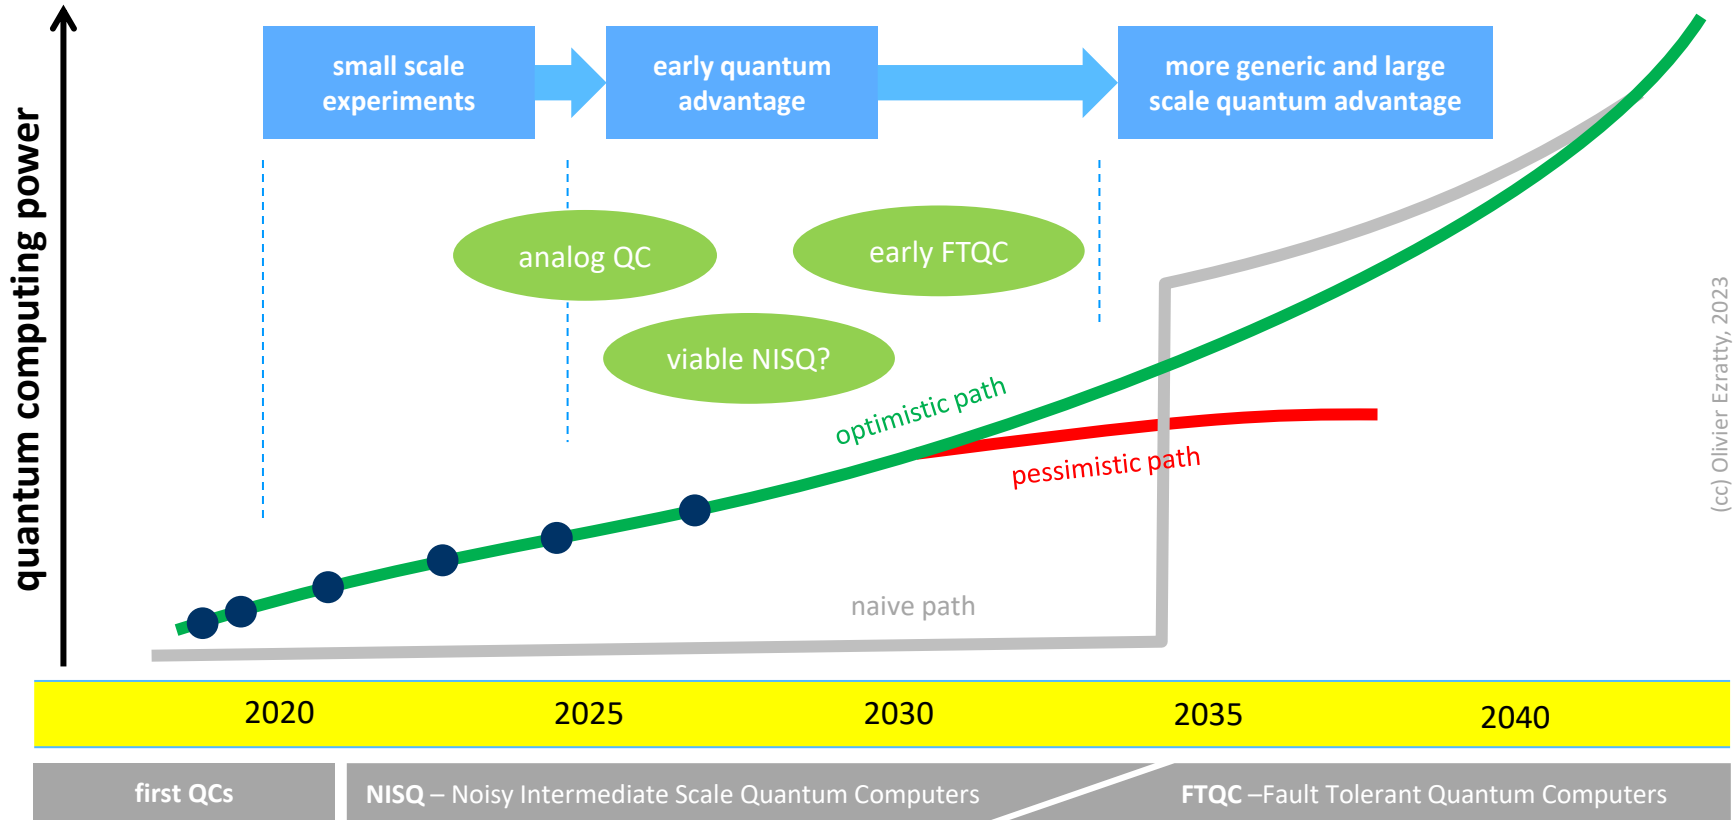 quantum computing power
small scale
experiments
early quantum
advantage
more generic and large
scale quantum advantage
analog QC
early FTQC
viable NISQ?
optimistic path
pessimistic path
naive path
(cc) Olivier Ezratty, 2023
2020 2025 2030 2035 2040
first QCs
NISQ – Noisy Intermediate Scale Quantum Computers
FTQC –Fault Tolerant Quantum Computers